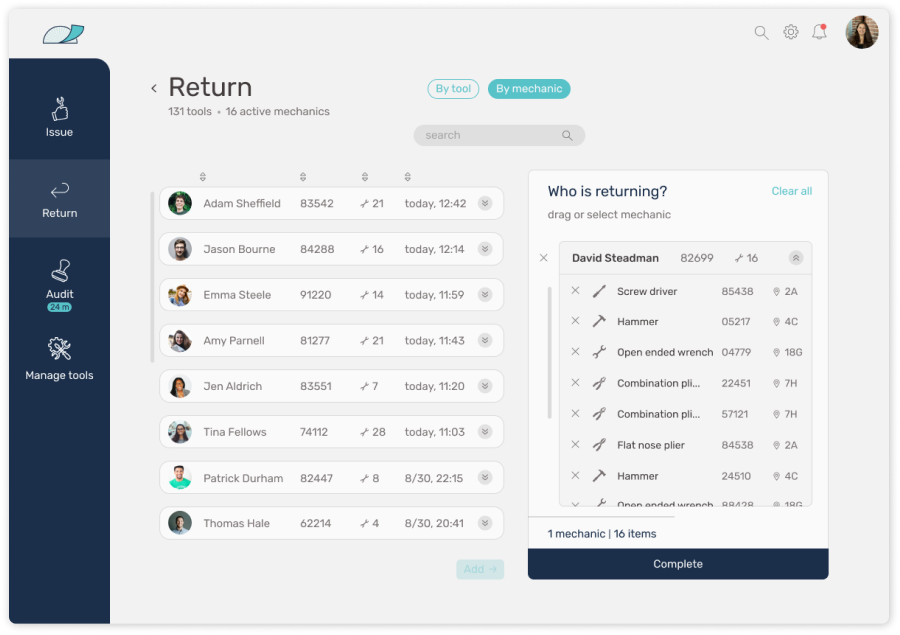 Issue
Return
Audit
24 m
Manage tools
Return
131 tools • 16 active mechanics
By tool
By mechanic
search
Adam Sheffield 83542 21 today, 12:42
Jason Bourne 84288 16 today, 12:14
Emma Steele 91220 14 today, 11:59
Amy Parnell 81277 21 today, 11:43
Jen Aldrich 83551 7 today, 11:20
Tina Fellows 74112 28 today, 11:03
Patrick Durham 82447 8 8/30, 22:15
Thomas Hale 62214 4 8/30, 20:41
Add →
Who is returning?
Clear all
drag or select mechanic
David Steadman 82699 16
Screw driver 85438 2A
Hammer 05217 4C
Open ended wrench 04779 18G
Combination pli... 22451 7H
Combination pli... 57121 7H
Flat nose plier 84538 2A
Hammer 24510 4C
Open ended wrench 88428 18G
1 mechanic | 16 items
Complete